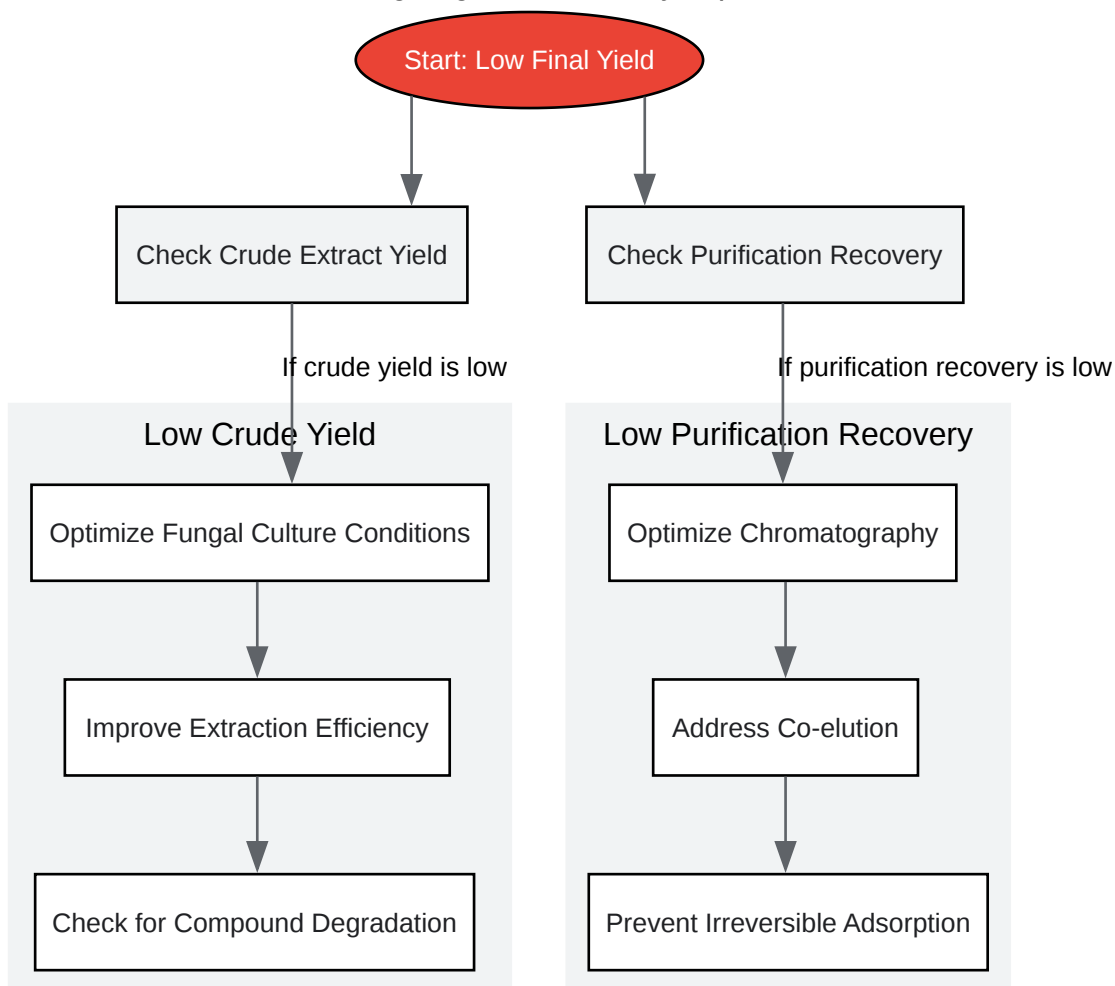 Start: Low Final Yield
Check Crude Extract Yield
Check Purification Recovery
If crude yield is low
If purification recovery is low
Low Crude Yield
Low Purification Recovery
Optimize Fungal Culture Conditions
Optimize Chromatography
Improve Extraction Efficiency
Address Co-elution
Check for Compound Degradation
Prevent Irreversible Adsorption